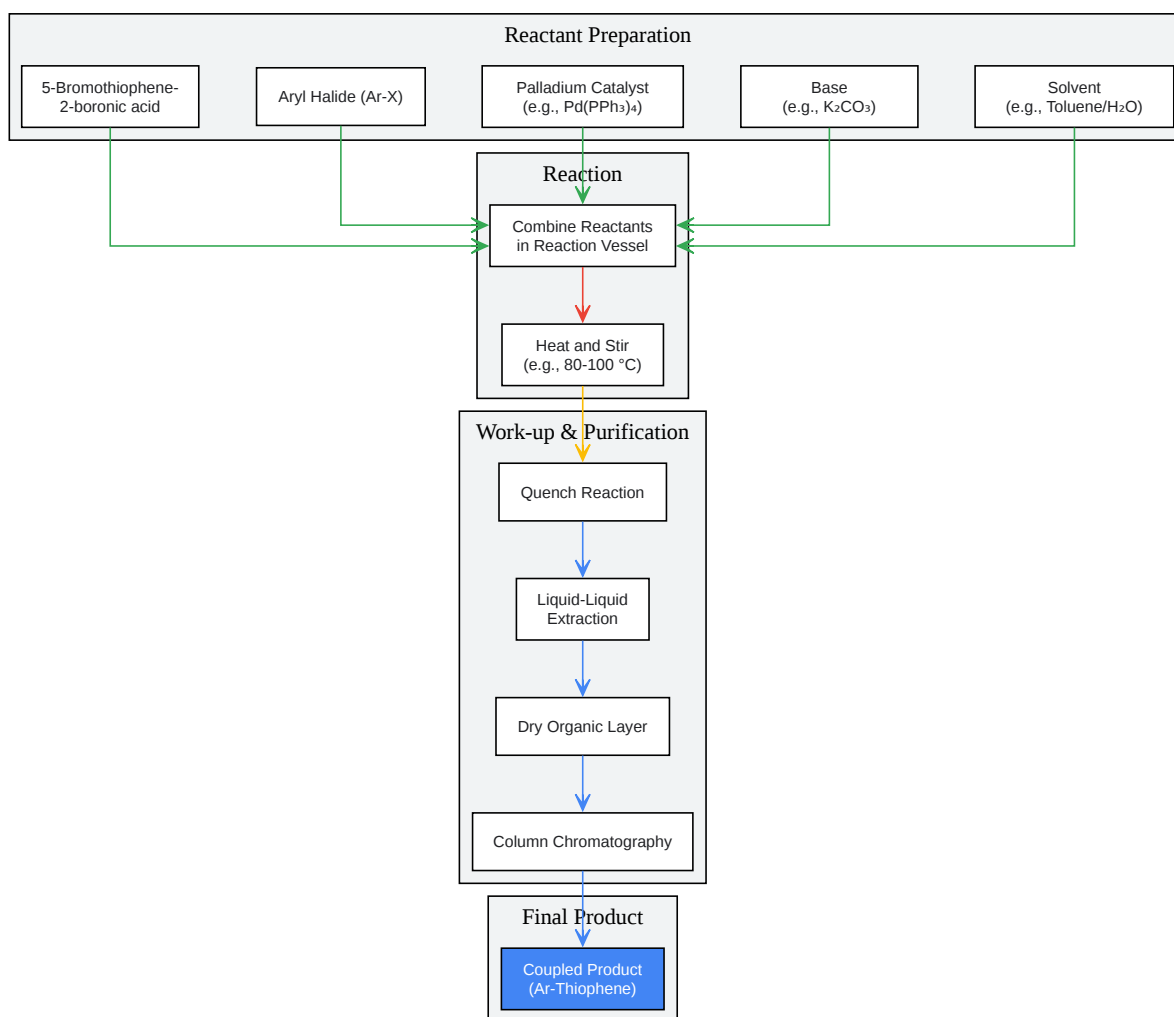 Reactant Preparation
5-Bromothiophene-
2-boronic acid
Aryl Halide (Ar-X)
Palladium Catalyst
(e.g., Pd(PPh₃)₄)
Base
(e.g., K₂CO₃)
Solvent
(e.g., Toluene/H₂O)
Reaction
Combine Reactants
in Reaction Vessel
Heat and Stir
(e.g., 80-100 °C)
Work-up & Purification
Quench Reaction
Liquid-Liquid
Extraction
Dry Organic Layer
Column Chromatography
Final Product
Coupled Product
(Ar-Thiophene)